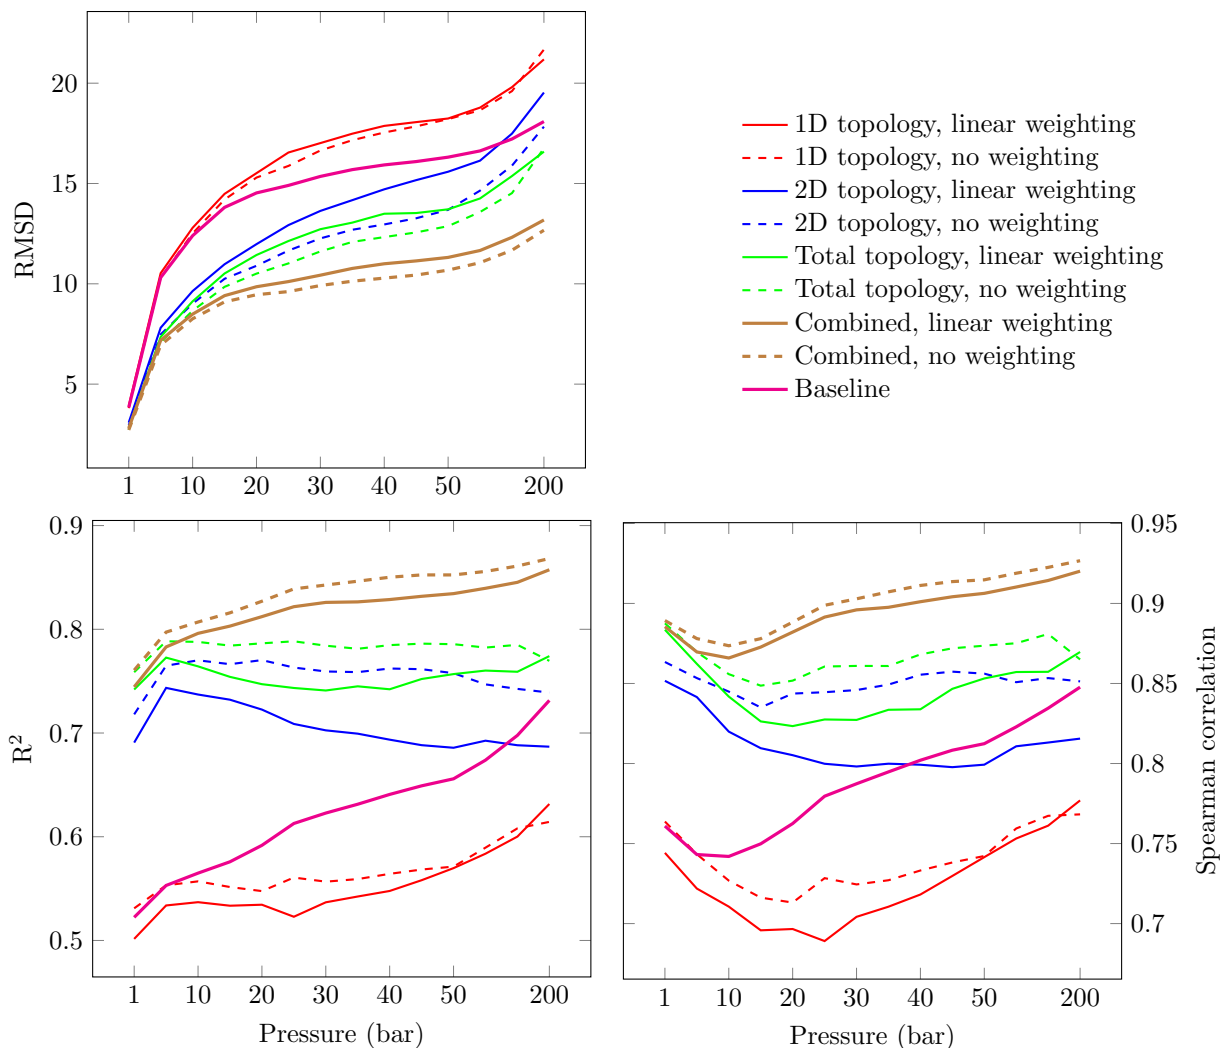 20
15
10
5
RMSD
1 10 20 30 40 50 200
1D topology, linear weighting
1D topology, no weighting
2D topology, linear weighting
2D topology, no weighting
Total topology, linear weighting
Total topology, no weighting
Combined, linear weighting
Combined, no weighting
Baseline
0.9
0.8
0.7
0.6
0.5
R²
1 10 20 30 40 50 200
Pressure (bar)
0.95
0.9
0.85
0.8
0.75
0.7
Spearman correlation
1 10 20 30 40 50 200
Pressure (bar)